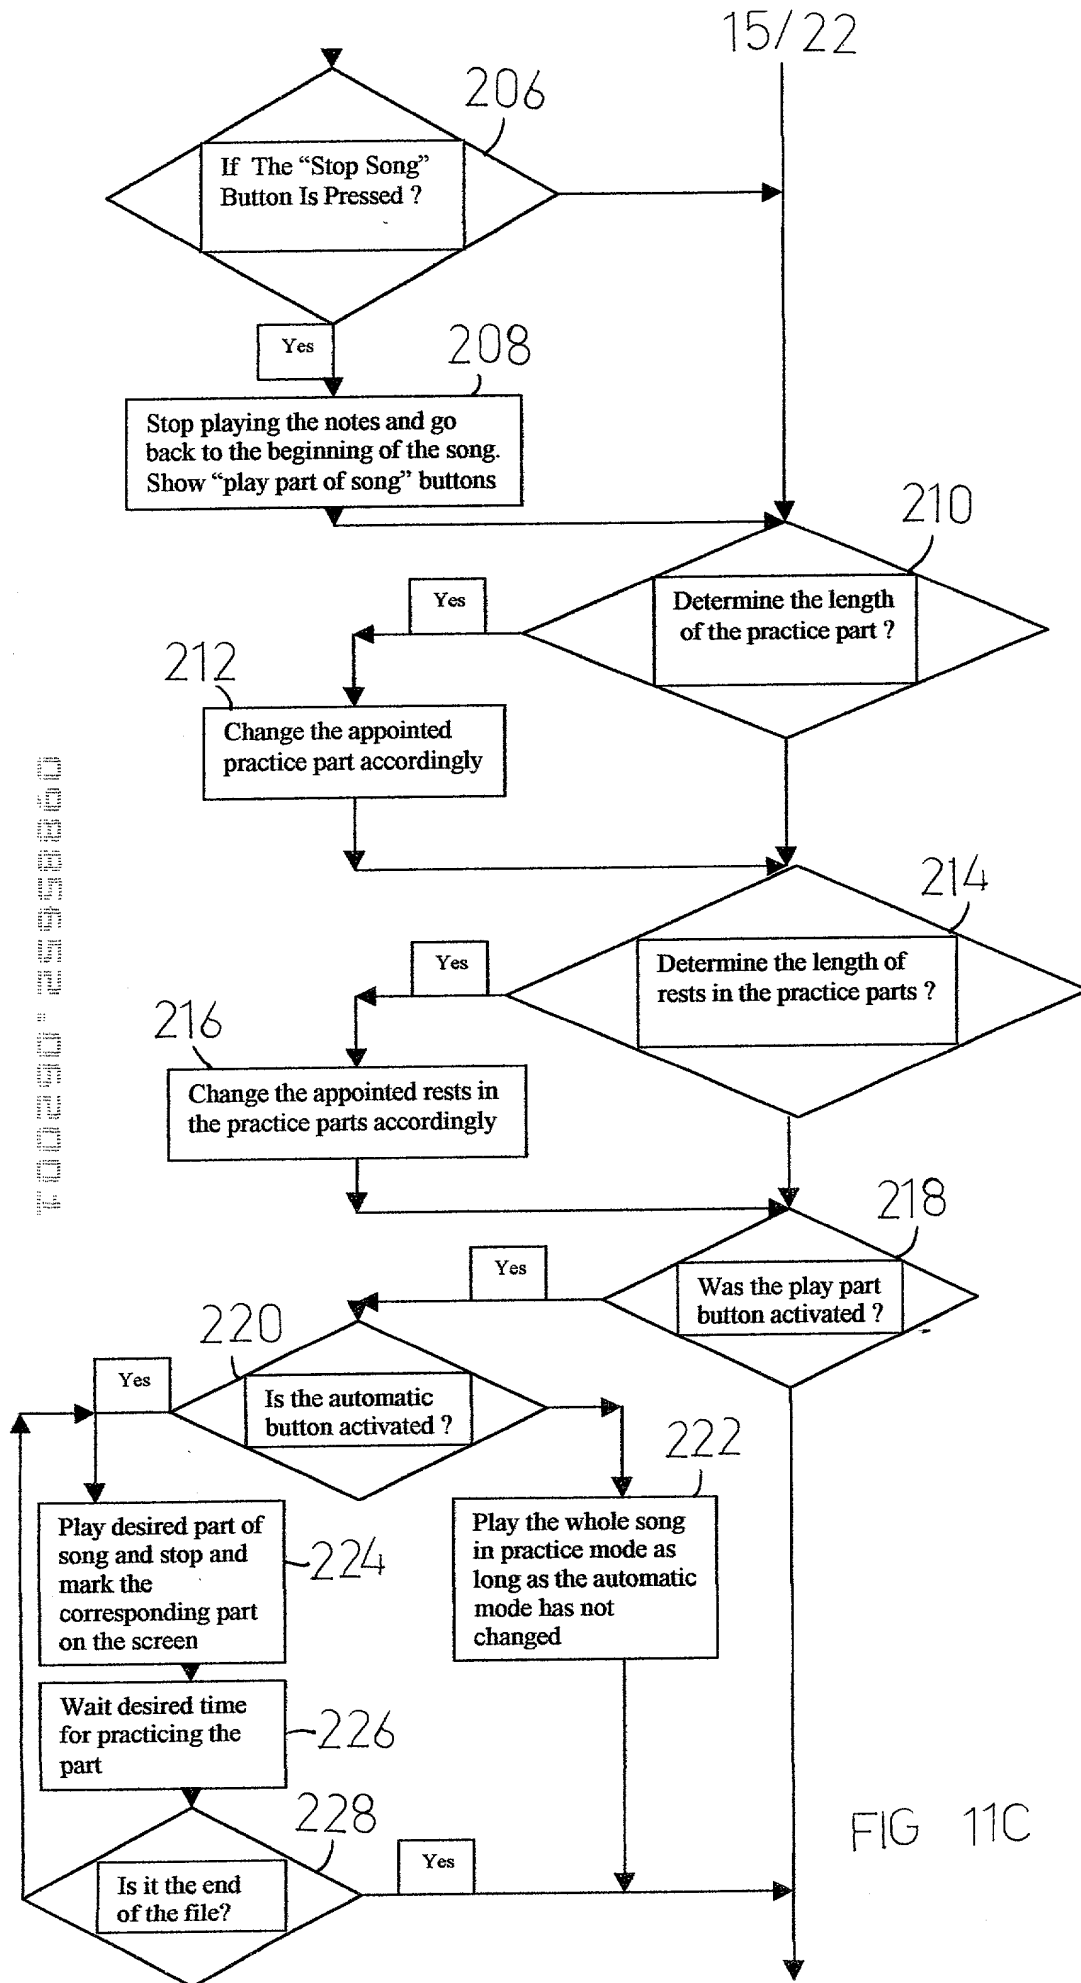 15/22
206
If The “Stop Song”
Button Is Pressed ?
Yes
208
Stop playing the notes and go
back to the beginning of the song.
Show “play part of song” buttons
210
Determine the length
of the practice part ?
Yes
212
Change the appointed
practice part accordingly
214
Determine the length of
rests in the practice parts ?
Yes
216
Change the appointed rests in
the practice parts accordingly
218
Was the play part
button activated ?
Yes
220
Is the automatic
button activated ?
Yes
222
Play the whole song
in practice mode as
long as the automatic
mode has not
changed
Play desired part of
song and stop and
mark the
corresponding part
on the screen
224
Wait desired time
for practicing the
part
226
228
Is it the end
of the file?
Yes
FIG 11C